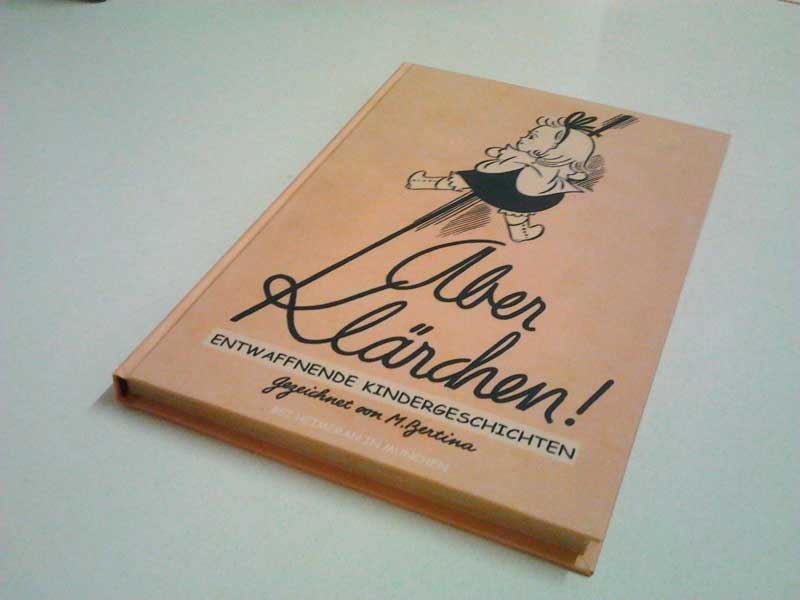 Aber
Klärchen!
ENTWAFFNENDE KINDERGESCHICHTEN
Gezeichnet von M. Bertina
BEI HEIMERAN IN MÜNCHEN